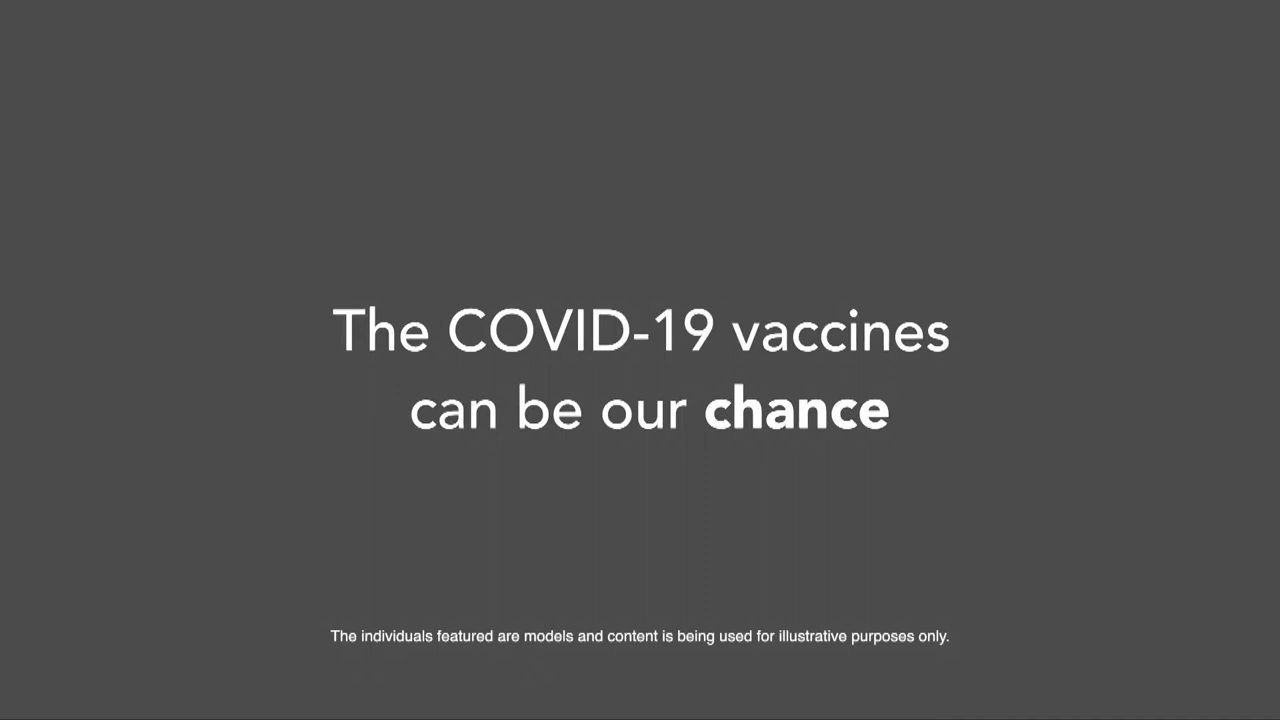 The COVID-19 vaccines
can be our chance
The individuals featured are models and content is being used for illustrative purposes only.